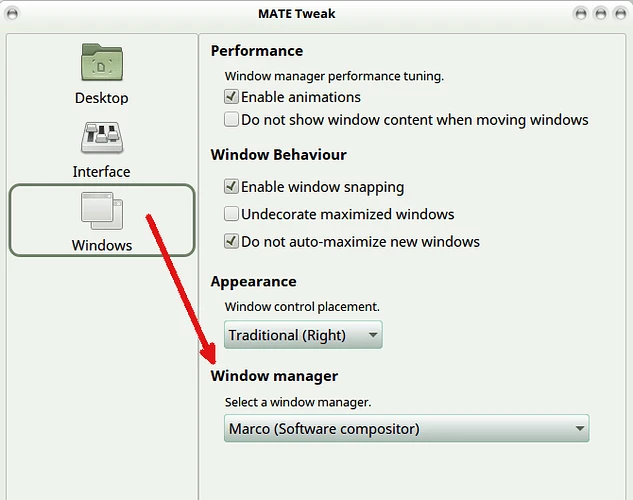 MATE Tweak
Desktop
Interface
Windows
Performance
Window manager performance tuning.
Enable animations
Do not show window content when moving windows
Window Behaviour
Enable window snapping
Undecorate maximized windows
Do not auto-maximize new windows
Appearance
Window control placement.
Traditional (Right)
Window manager
Select a window manager.
Marco (Software compositor)